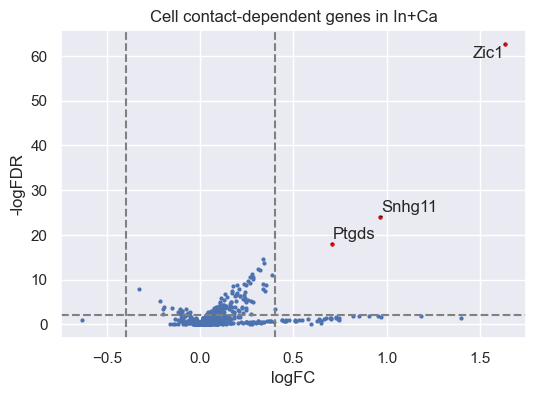 Cell contact-dependent genes in In+Ca
60
50
40
30
20
10
0
-logFDR
Zic1
Snhg11
Ptgds
−0.5 0.0 0.5 1.0 1.5
logFC